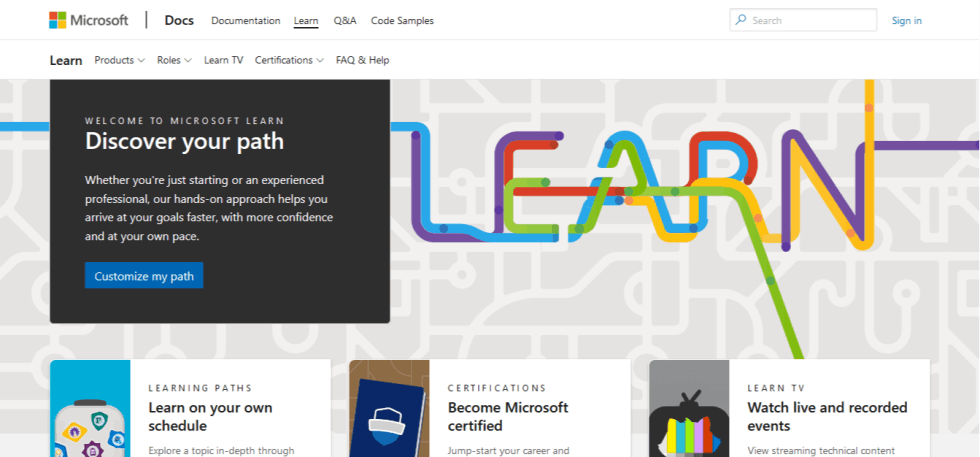 Microsoft Docs Documentation Learn Q&A Code Samples Search Sign in
Learn Products Roles Learn TV Certifications FAQ & Help
WELCOME TO MICROSOFT LEARN
Discover your path
Whether you're just starting or an experienced
professional, our hands-on approach helps you
arrive at your goals faster, with more confidence
and at your own pace.
Customize my path
LEARN
LEARNING PATHS
Learn on your own
schedule
Explore a topic in-depth through
CERTIFICATIONS
Become Microsoft
certified
Jump-start your career and
LEARN TV
Watch live and recorded
events
View streaming technical content